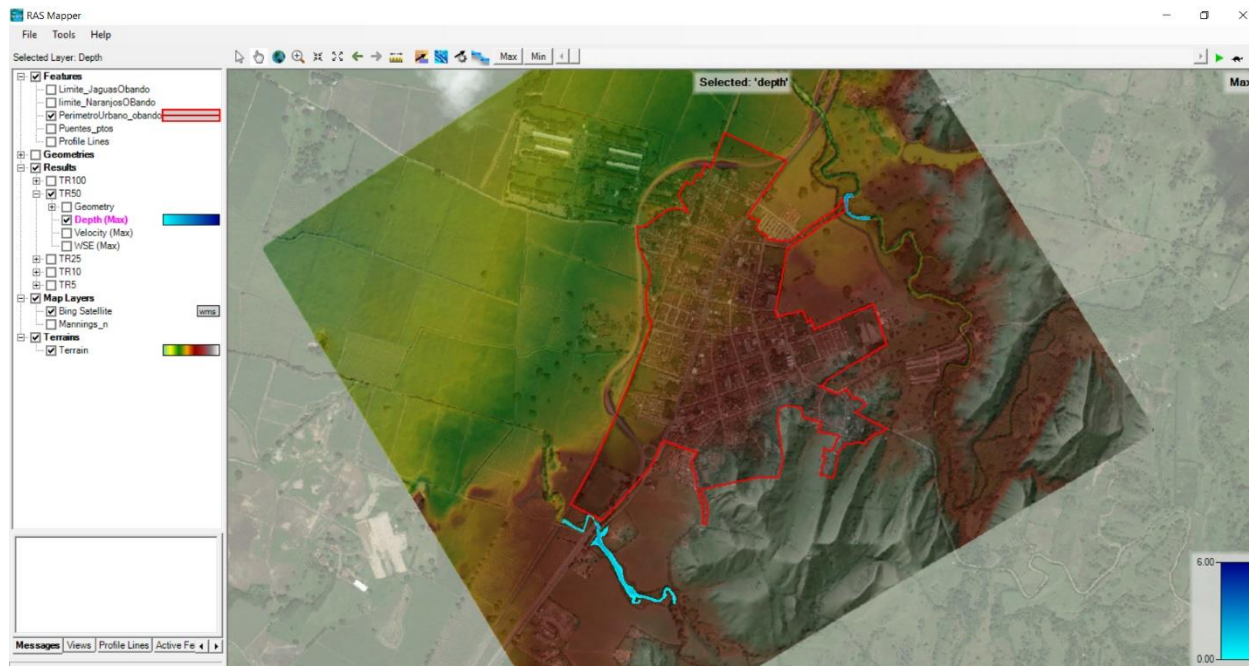 RAS Mapper
File Tools Help
Selected Layer: Depth
Max Min
Features
Limite_JaguasObando
limite_NaranjosOBando
PerimetroUrbano_obando
Puentes_ptos
Profile Lines
Geometries
Results
TR100
TR50
Geometry
Depth (Max)
Velocity (Max)
WSE (Max)
TR25
TR10
TR5
Map Layers
Bing Satellite wms
Mannings_n
Terrains
Terrain
Selected: 'depth'
Max
6.00
0.00
Messages Views Profile Lines Active Fe